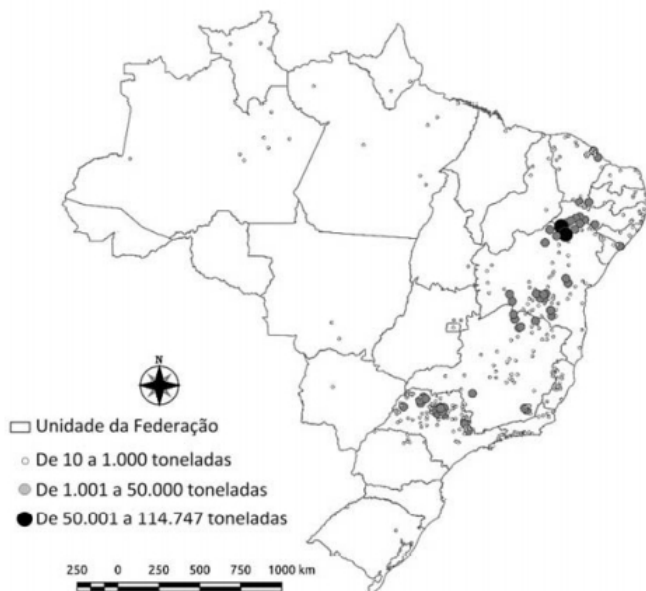 N
Unidade da Federação
De 10 a 1.000 toneladas
De 1.001 a 50.000 toneladas
De 50.001 a 114.747 toneladas
250 0 250 500 750 1000 km